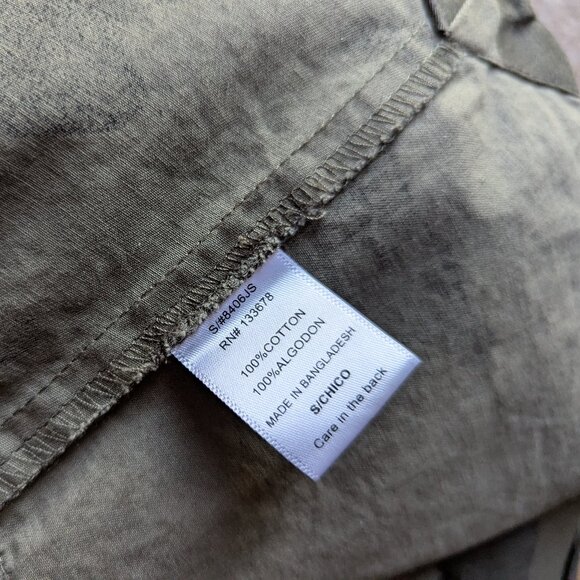 S/#8406JS
RN# 133678
100%COTTON
100%ALGODON
MADE IN BANGLADESH
S/CHICO
Care in the back